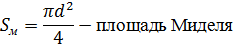 Sм = πd²/4 − площадь Миделя